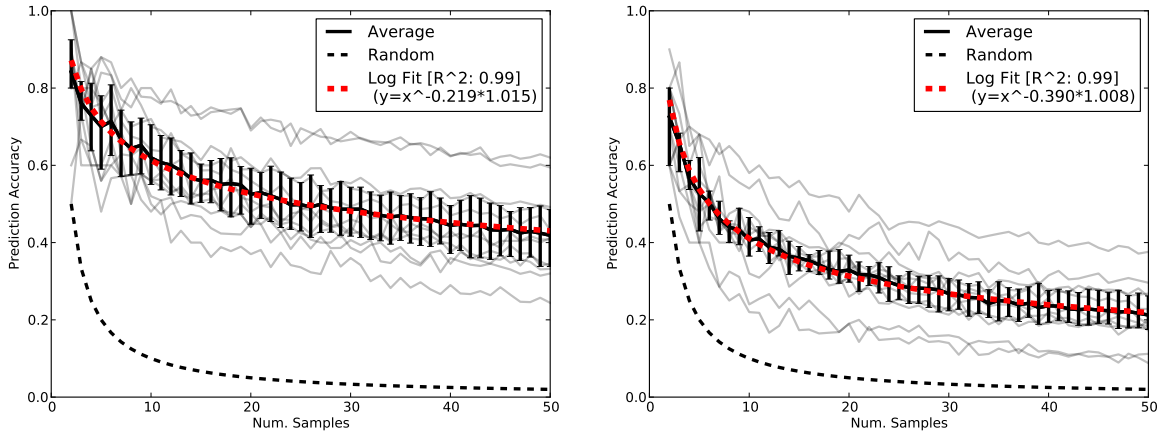 1.0
0.8
0.6
0.4
0.2
0.0
Prediction Accuracy
0 10 20 30 40 50
Num. Samples
Average
Random
Log Fit [R^2: 0.99]
(y=x^-0.219*1.015)
1.0
0.8
0.6
0.4
0.2
0.0
Prediction Accuracy
0 10 20 30 40 50
Num. Samples
Average
Random
Log Fit [R^2: 0.99]
(y=x^-0.390*1.008)